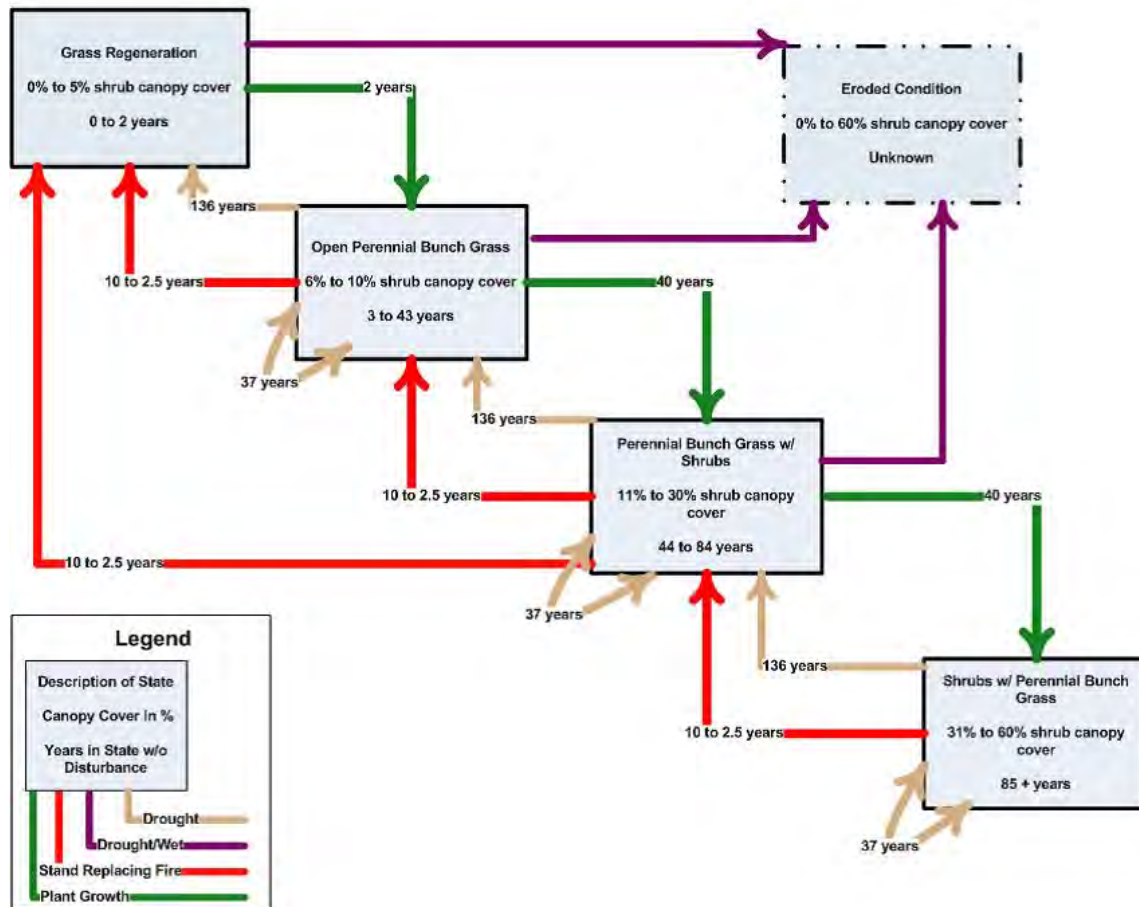 Grass Regeneration
0% to 5% shrub canopy cover
0 to 2 years
2 years
Eroded Condition
0% to 60% shrub canopy cover
Unknown
136 years
Open Perennial Bunch Grass
6% to 10% shrub canopy cover
3 to 43 years
10 to 2.5 years
40 years
37 years
136 years
Perennial Bunch Grass w/
Shrubs
11% to 30% shrub canopy
cover
44 to 84 years
10 to 2.5 years
40 years
10 to 2.5 years
37 years
136 years
Shrubs w/ Perennial Bunch
Grass
31% to 60% shrub canopy
cover
85 + years
10 to 2.5 years
37 years
Legend
Description of State
Canopy Cover In %
Years in State w/o
Disturbance
Drought
Drought/Wet
Stand Replacing Fire
Plant Growth